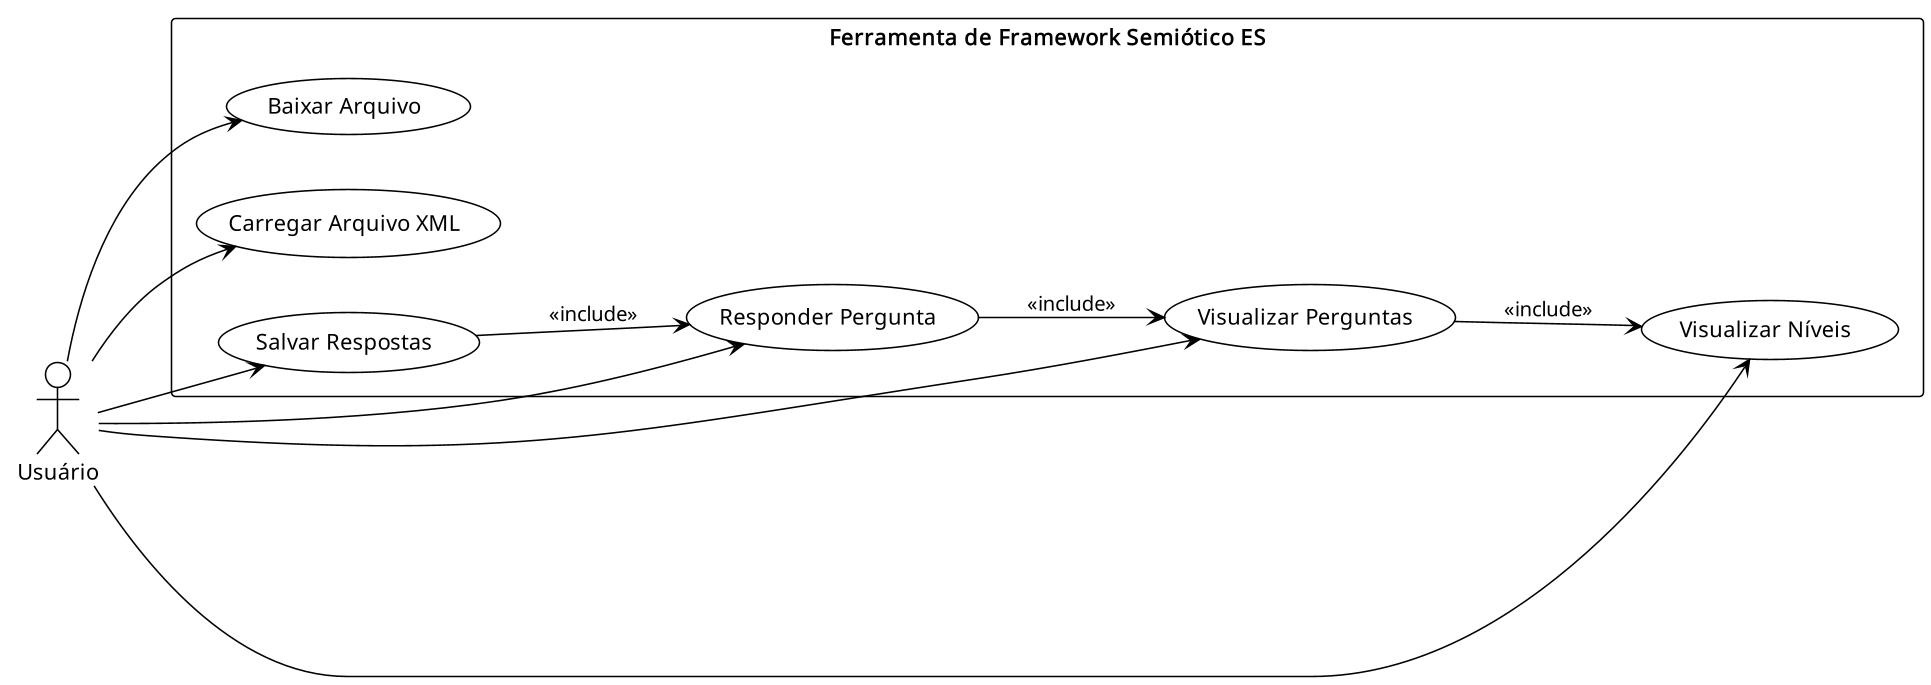 Ferramenta de Framework Semiótico ES
Baixar Arquivo
Carregar Arquivo XML
Salvar Respostas
«include»
Responder Pergunta
«include»
Visualizar Perguntas
«include»
Visualizar Níveis
Usuário